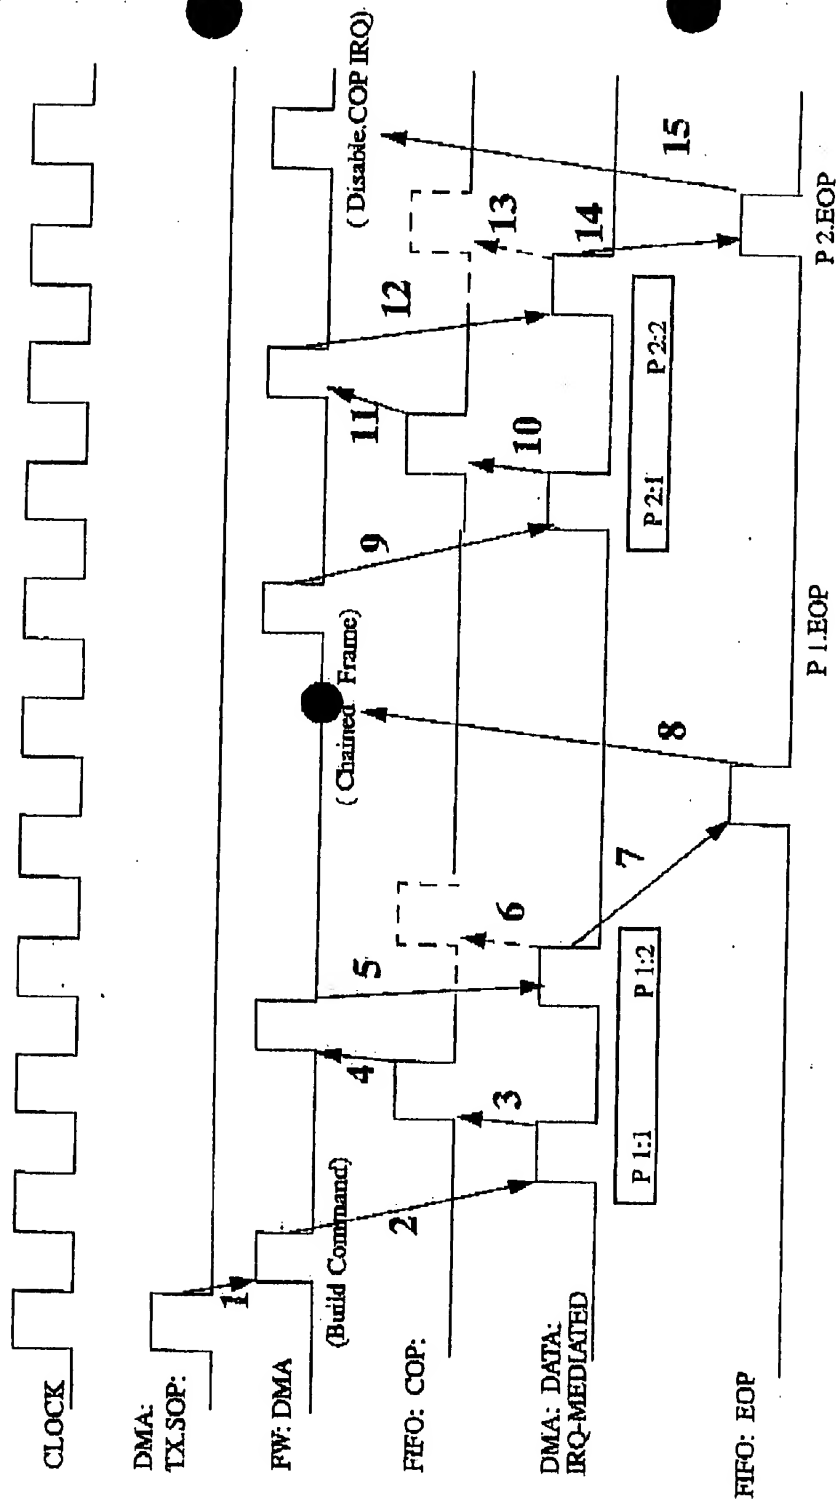 CLOCK
DMA:
TX.SOP:
1
FW: DMA
(Build Command)
(Chained Frame)
(Disable.COP IRQ)
2
4
5
9
11
12
FIFO: COP:
3
6
10
13
8
15
DMA: DATA:
IRQ-MEDIATED
P 1:1 P 1:2
P 2:1 P 2:2
7
14
FIFO: EOP
P 1.EOP
P 2.EOP